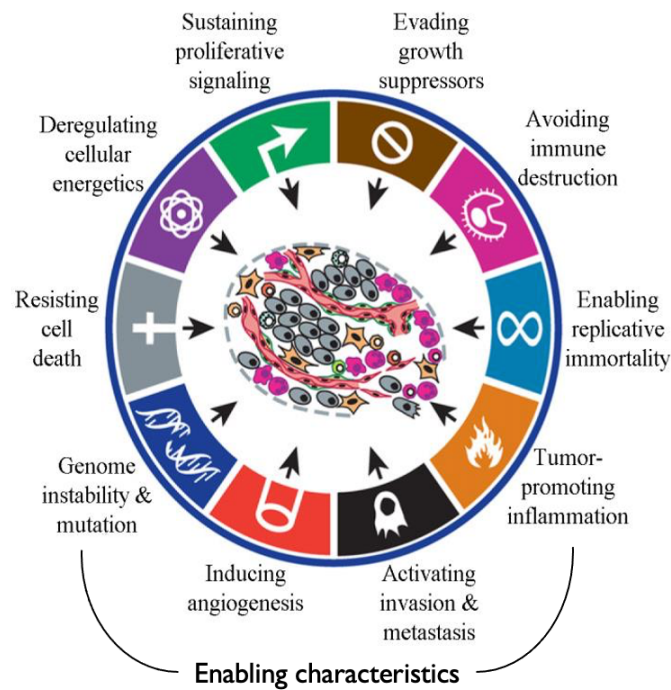 Sustaining
proliferative
signaling
Evading
growth
suppressors
Deregulating
cellular
energetics
Avoiding
immune
destruction
Resisting
cell
death
Enabling
replicative
immortality
Genome
instability &
mutation
Tumor-
promoting
inflammation
Inducing
angiogenesis
Activating
invasion &
metastasis
Enabling characteristics